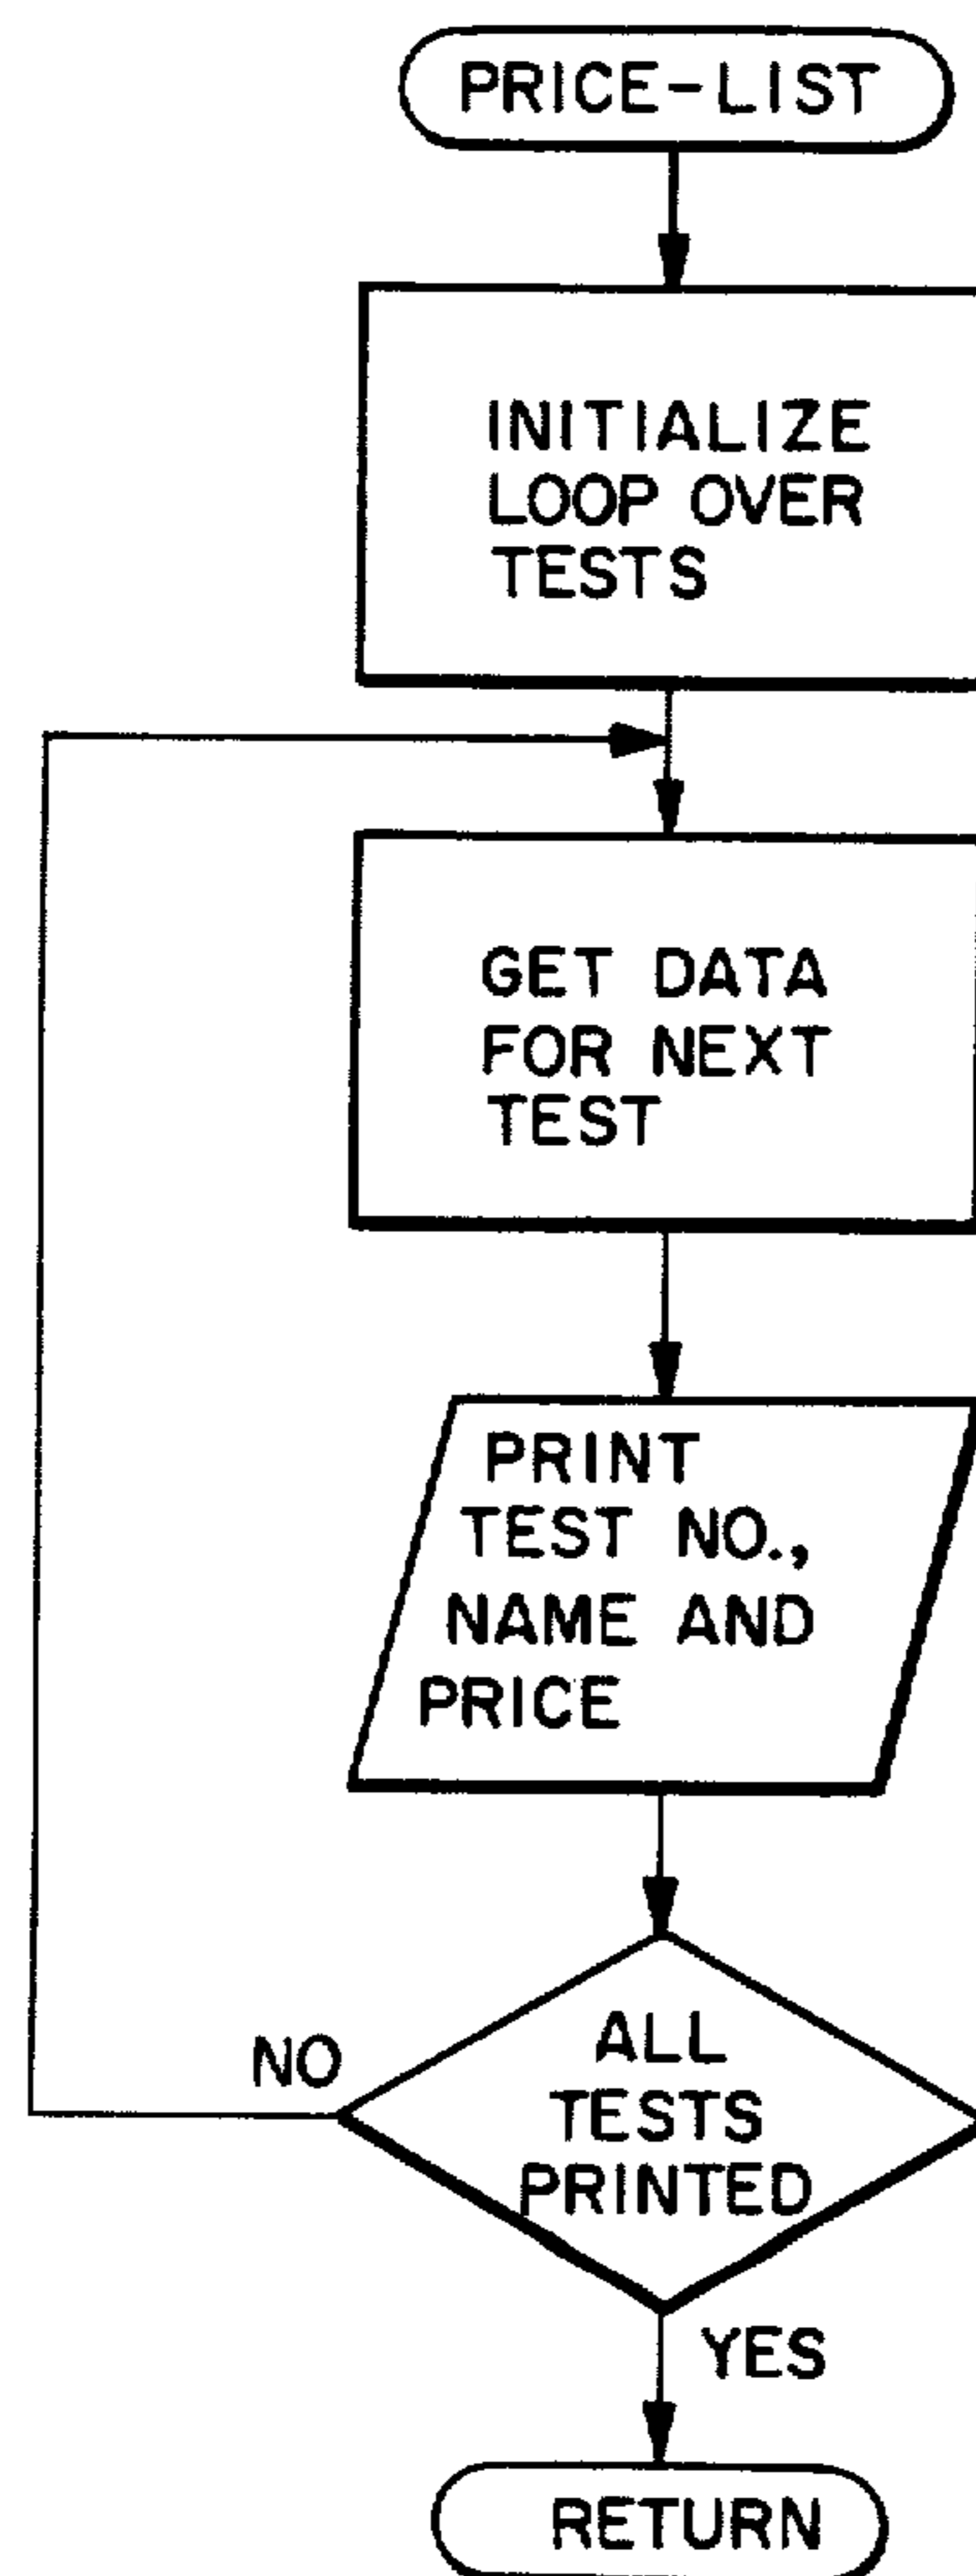 PRICE-LIST
INITIALIZE
LOOP OVER
TESTS
GET DATA
FOR NEXT
TEST
PRINT
TEST NO.,
NAME AND
PRICE
ALL
TESTS
PRINTED
NO
YES
RETURN